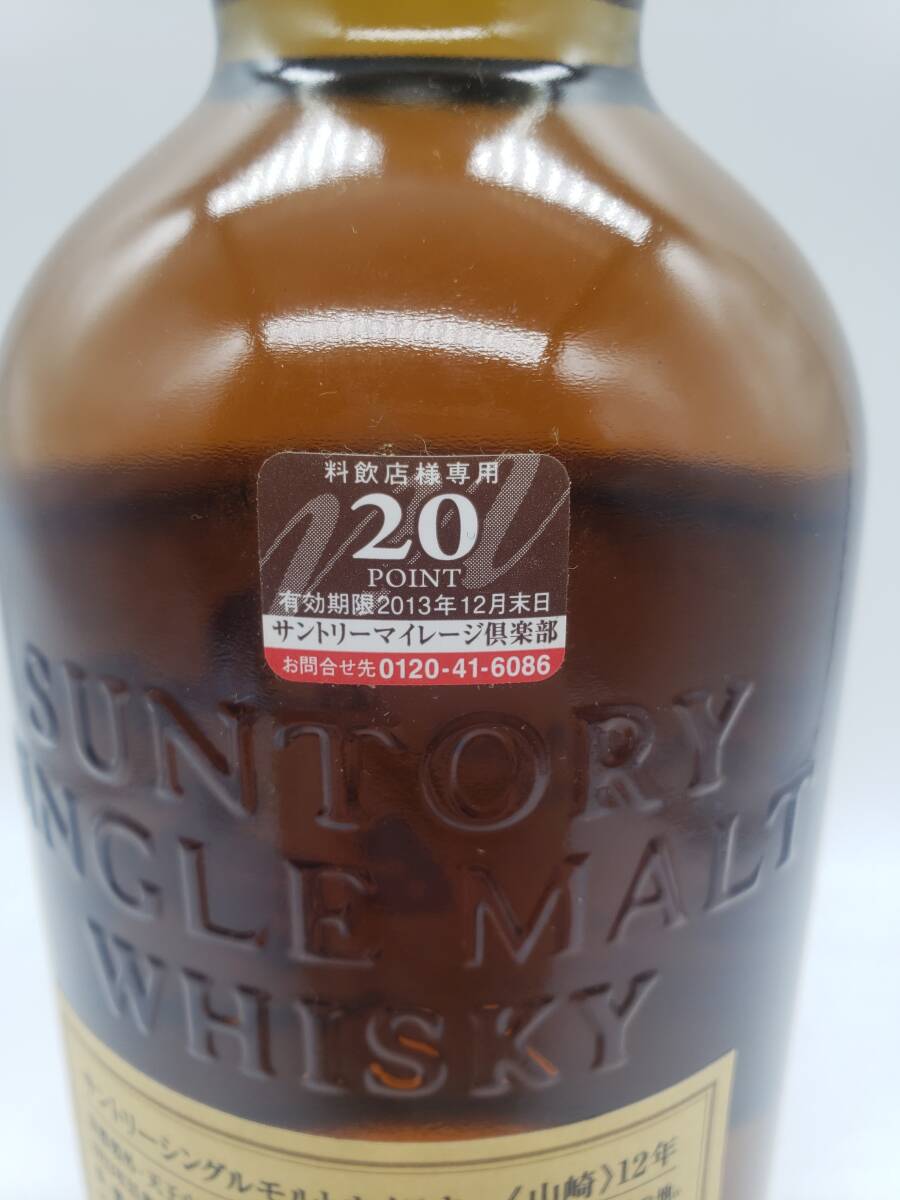 料飲店様専用
20
POINT
有効期限2013年12月末日
サントリーマイレージ倶楽部
お問合せ先0120-41-6086
SUNTORY
SINGLE MALT
WHISKY
サントリーシングルモルトウイスキー〈山崎〉12年